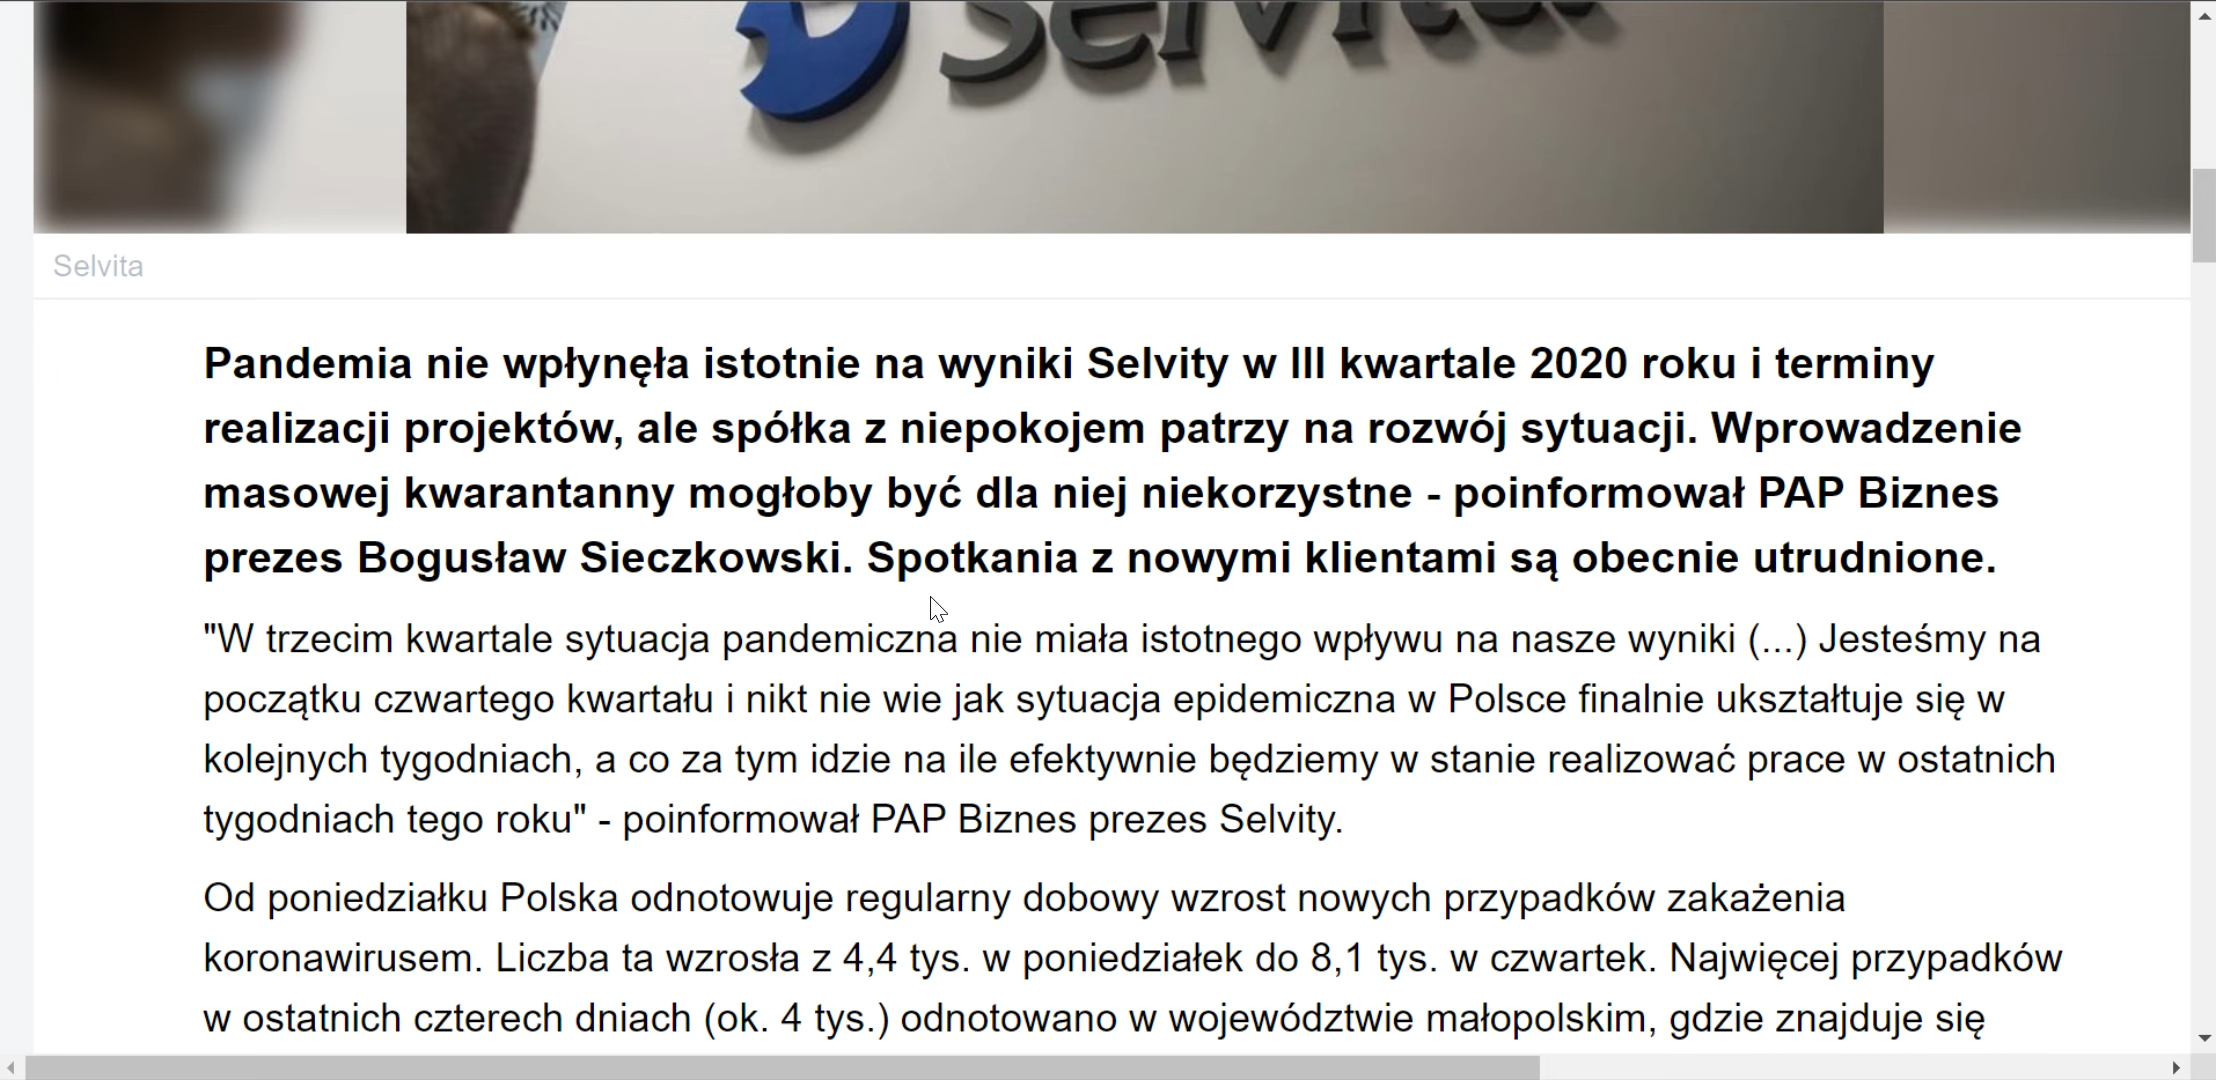 Selvita
Selvita
Pandemia nie wpłynęła istotnie na wyniki Selvity w III kwartale 2020 roku i terminy
realizacji projektów, ale spółka z niepokojem patrzy na rozwój sytuacji. Wprowadzenie
masowej kwarantanny mogłoby być dla niej niekorzystne - poinformował PAP Biznes
prezes Bogusław Sieczkowski. Spotkania z nowymi klientami są obecnie utrudnione.
"W trzecim kwartale sytuacja pandemiczna nie miała istotnego wpływu na nasze wyniki (...) Jesteśmy na
początku czwartego kwartału i nikt nie wie jak sytuacja epidemiczna w Polsce finalnie ukształtuje się w
kolejnych tygodniach, a co za tym idzie na ile efektywnie będziemy w stanie realizować prace w ostatnich
tygodniach tego roku" - poinformował PAP Biznes prezes Selvity.
Od poniedziałku Polska odnotowuje regularny dobowy wzrost nowych przypadków zakażenia
koronawirusem. Liczba ta wzrosła z 4,4 tys. w poniedziałek do 8,1 tys. w czwartek. Najwięcej przypadków
w ostatnich czterech dniach (ok. 4 tys.) odnotowano w województwie małopolskim, gdzie znajduje się